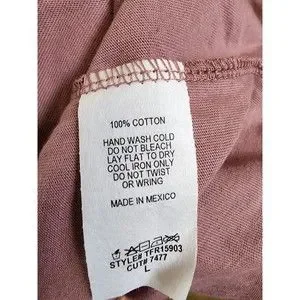 100% COTTON
HAND WASH COLD
DO NOT BLEACH
LAY FLAT TO DRY
COOL IRON ONLY
DO NOT TWIST
OR WRING
MADE IN MEXICO
STYLE# TFR15903
CUT# 7477
L